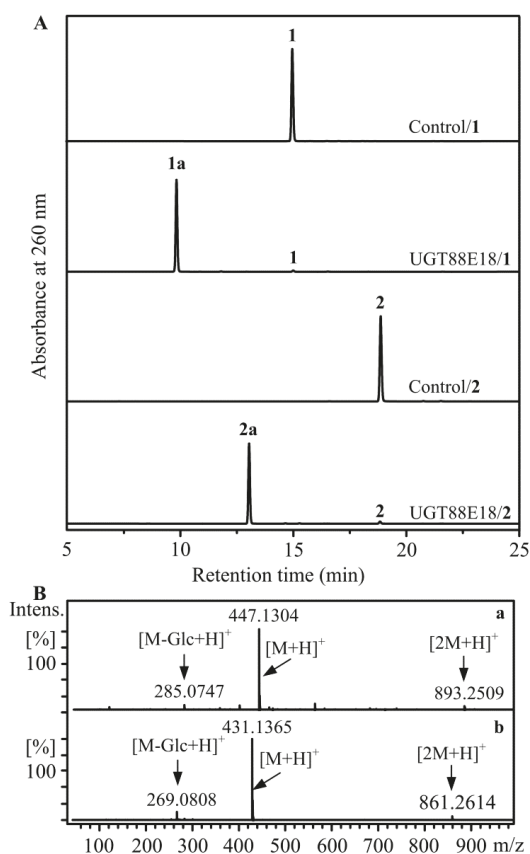 A
1
Control/1
1a
1
UGT88E18/1
2
Control/2
2a
2
UGT88E18/2
Absorbance at 260 nm
5 10 15 20 25
Retention time (min)
B
Intens.
447.1304
a
[%]
100
[M-Glc+H]+
[M+H]+
[2M+H]+
285.0747
893.2509
431.1365
b
[%]
100
[M-Glc+H]+
[M+H]+
[2M+H]+
269.0808
861.2614
100 200 300 400 500 600 700 800 900 m/z